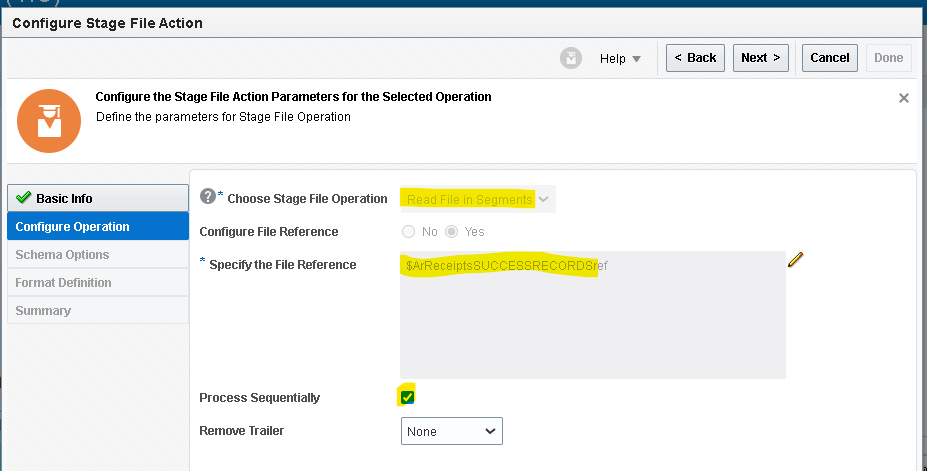 Configure Stage File Action
Help
< Back
Next >
Cancel
Done
Configure the Stage File Action Parameters for the Selected Operation
Define the parameters for Stage File Operation
Basic Info
Configure Operation
Schema Options
Format Definition
Summary
? * Choose Stage File Operation Read File in Segments
Configure File Reference No Yes
* Specify the File Reference $ArReceiptsSUCCESSRECORDSref
Process Sequentially
Remove Trailer None